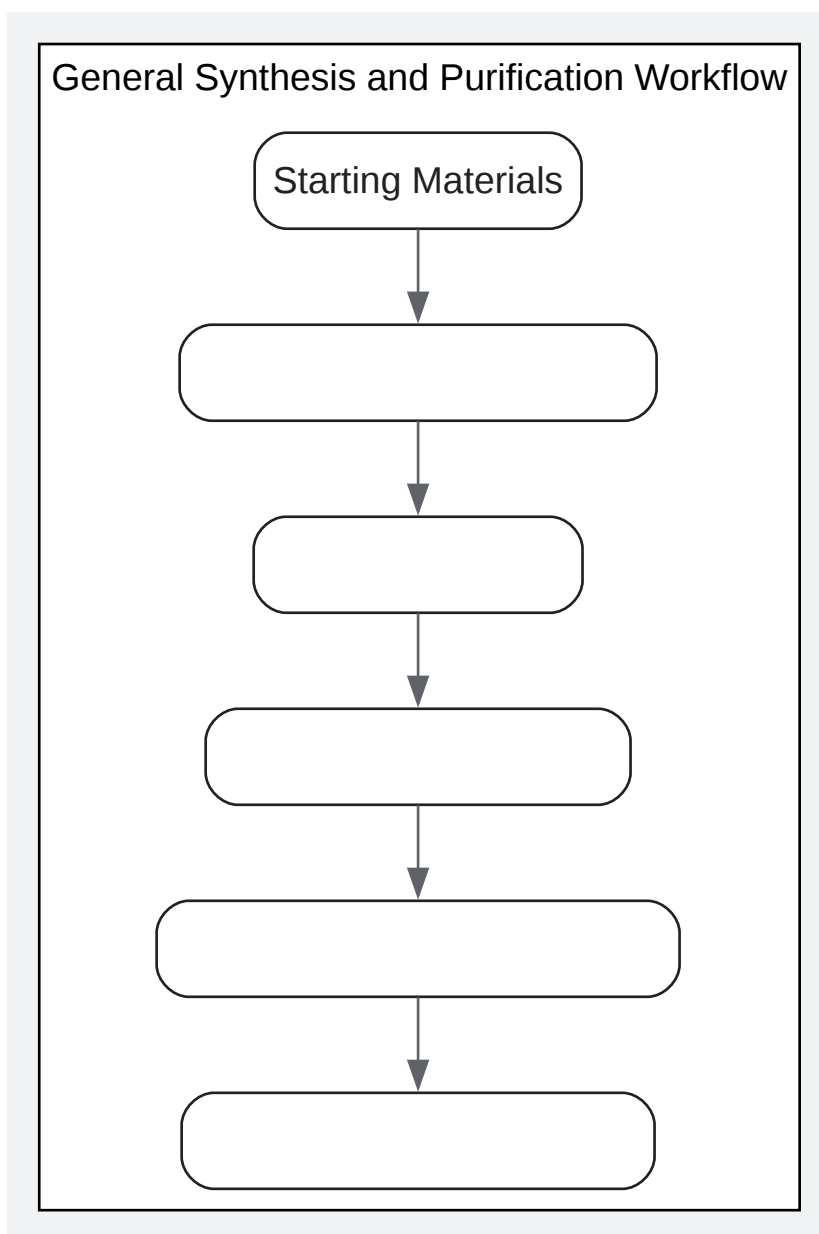 General Synthesis and Purification Workflow
Starting Materials